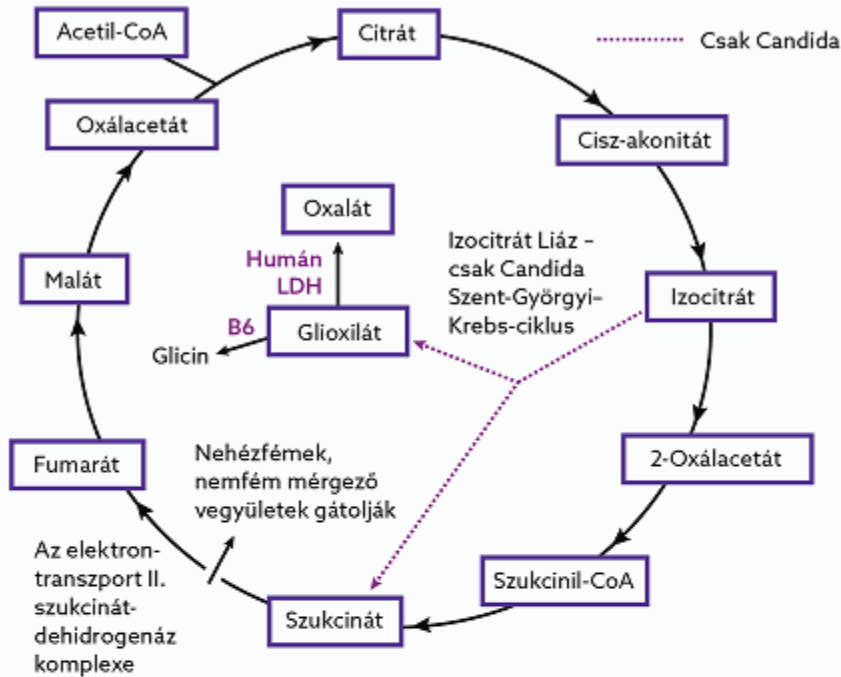 Acetil-CoA
Citrát
Csak Candida
Oxálacetát
Cisz-akonitát
Oxalát
Humán
LDH
Izocitrát Liáz –
csak Candida
Szent-Györgyi–
Krebs-ciklus
Malát
Izocitrát
B6
Glioxilát
Glicin
Fumarát
Nehézfémek,
nemfém mérgező
vegyületek gátolják
2-Oxálacetát
Az elektron-
transzport II.
szukcinát-
dehidrogenáz
komplexe
Szukcinil-CoA
Szukcinát